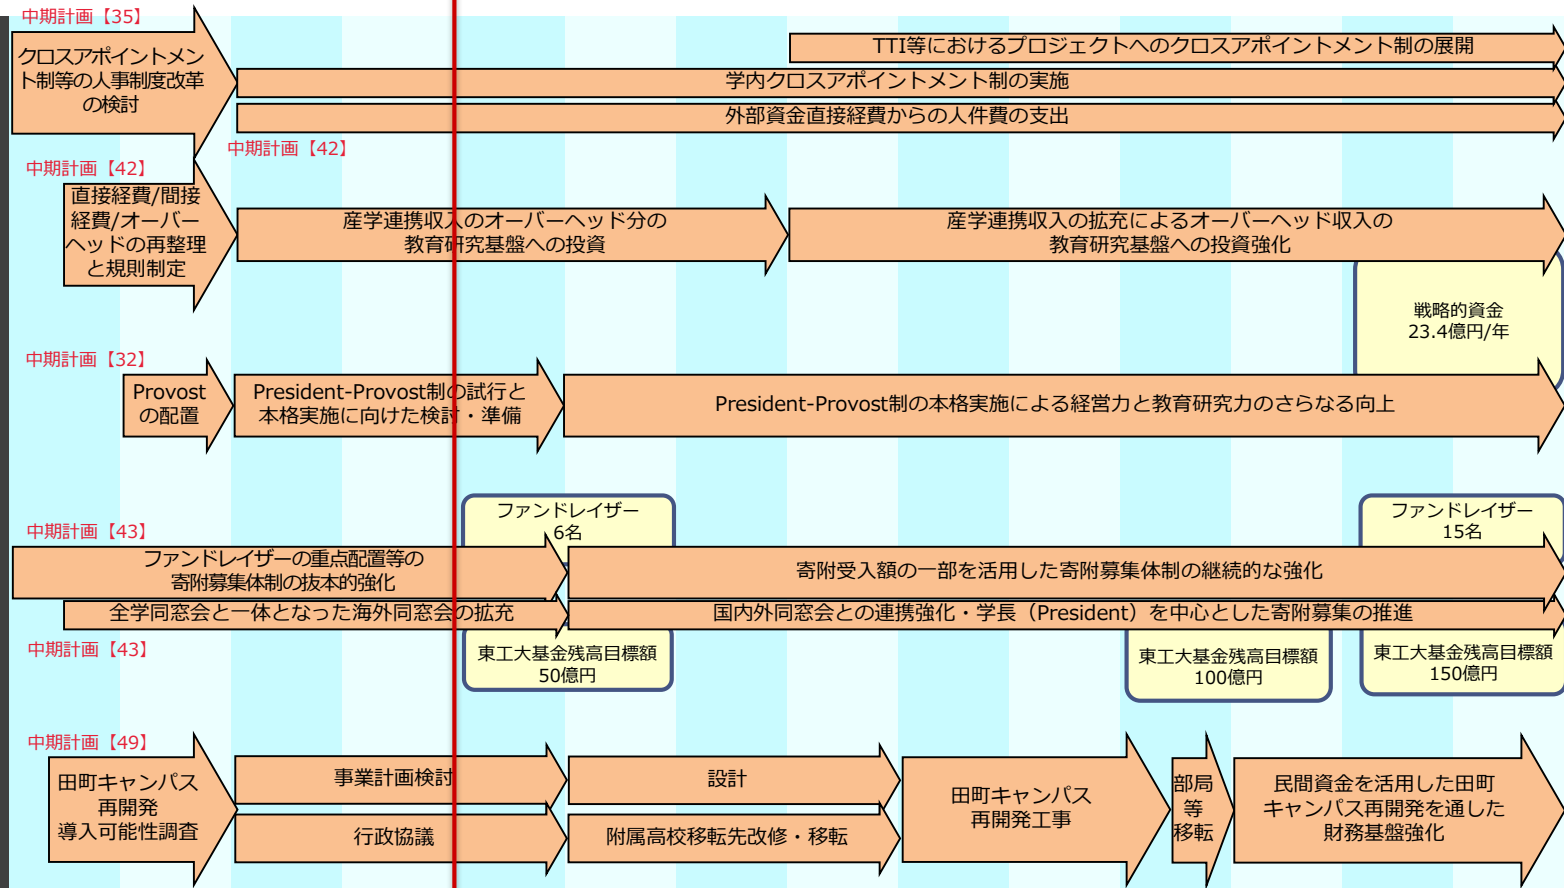 中期計画【35】
クロスアポイントメン
ト制等の人事制度改革
の検討
TTI等におけるプロジェクトへのクロスアポイントメント制の展開
学内クロスアポイントメント制の実施
外部資金直接経費からの人件費の支出
中期計画【42】
中期計画【42】
直接経費/間接
経費/オーバー
ヘッドの再整理
と規則制定
産学連携収入のオーバーヘッド分の
教育研究基盤への投資
産学連携収入の拡充によるオーバーヘッド収入の
教育研究基盤への投資強化
戦略的資金
23.4億円/年
中期計画【32】
Provost
の配置
President-Provost制の試行と
本格実施に向けた検討・準備
President-Provost制の本格実施による経営力と教育研究力のさらなる向上
ファンドレイザー
6名
ファンドレイザー
15名
中期計画【43】
ファンドレイザーの重点配置等の
寄附募集体制の抜本的強化
寄附受入額の一部を活用した寄附募集体制の継続的な強化
全学同窓会と一体となった海外同窓会の拡充
国内外同窓会との連携強化・学長（President）を中心とした寄附募集の推進
中期計画【43】
東工大基金残高目標額
50億円
東工大基金残高目標額
100億円
東工大基金残高目標額
150億円
中期計画【49】
田町キャンパス
再開発
導入可能性調査
事業計画検討
行政協議
設計
附属高校移転先改修・移転
田町キャンパス
再開発工事
部局
等
移転
民間資金を活用した田町
キャンパス再開発を通した
財務基盤強化